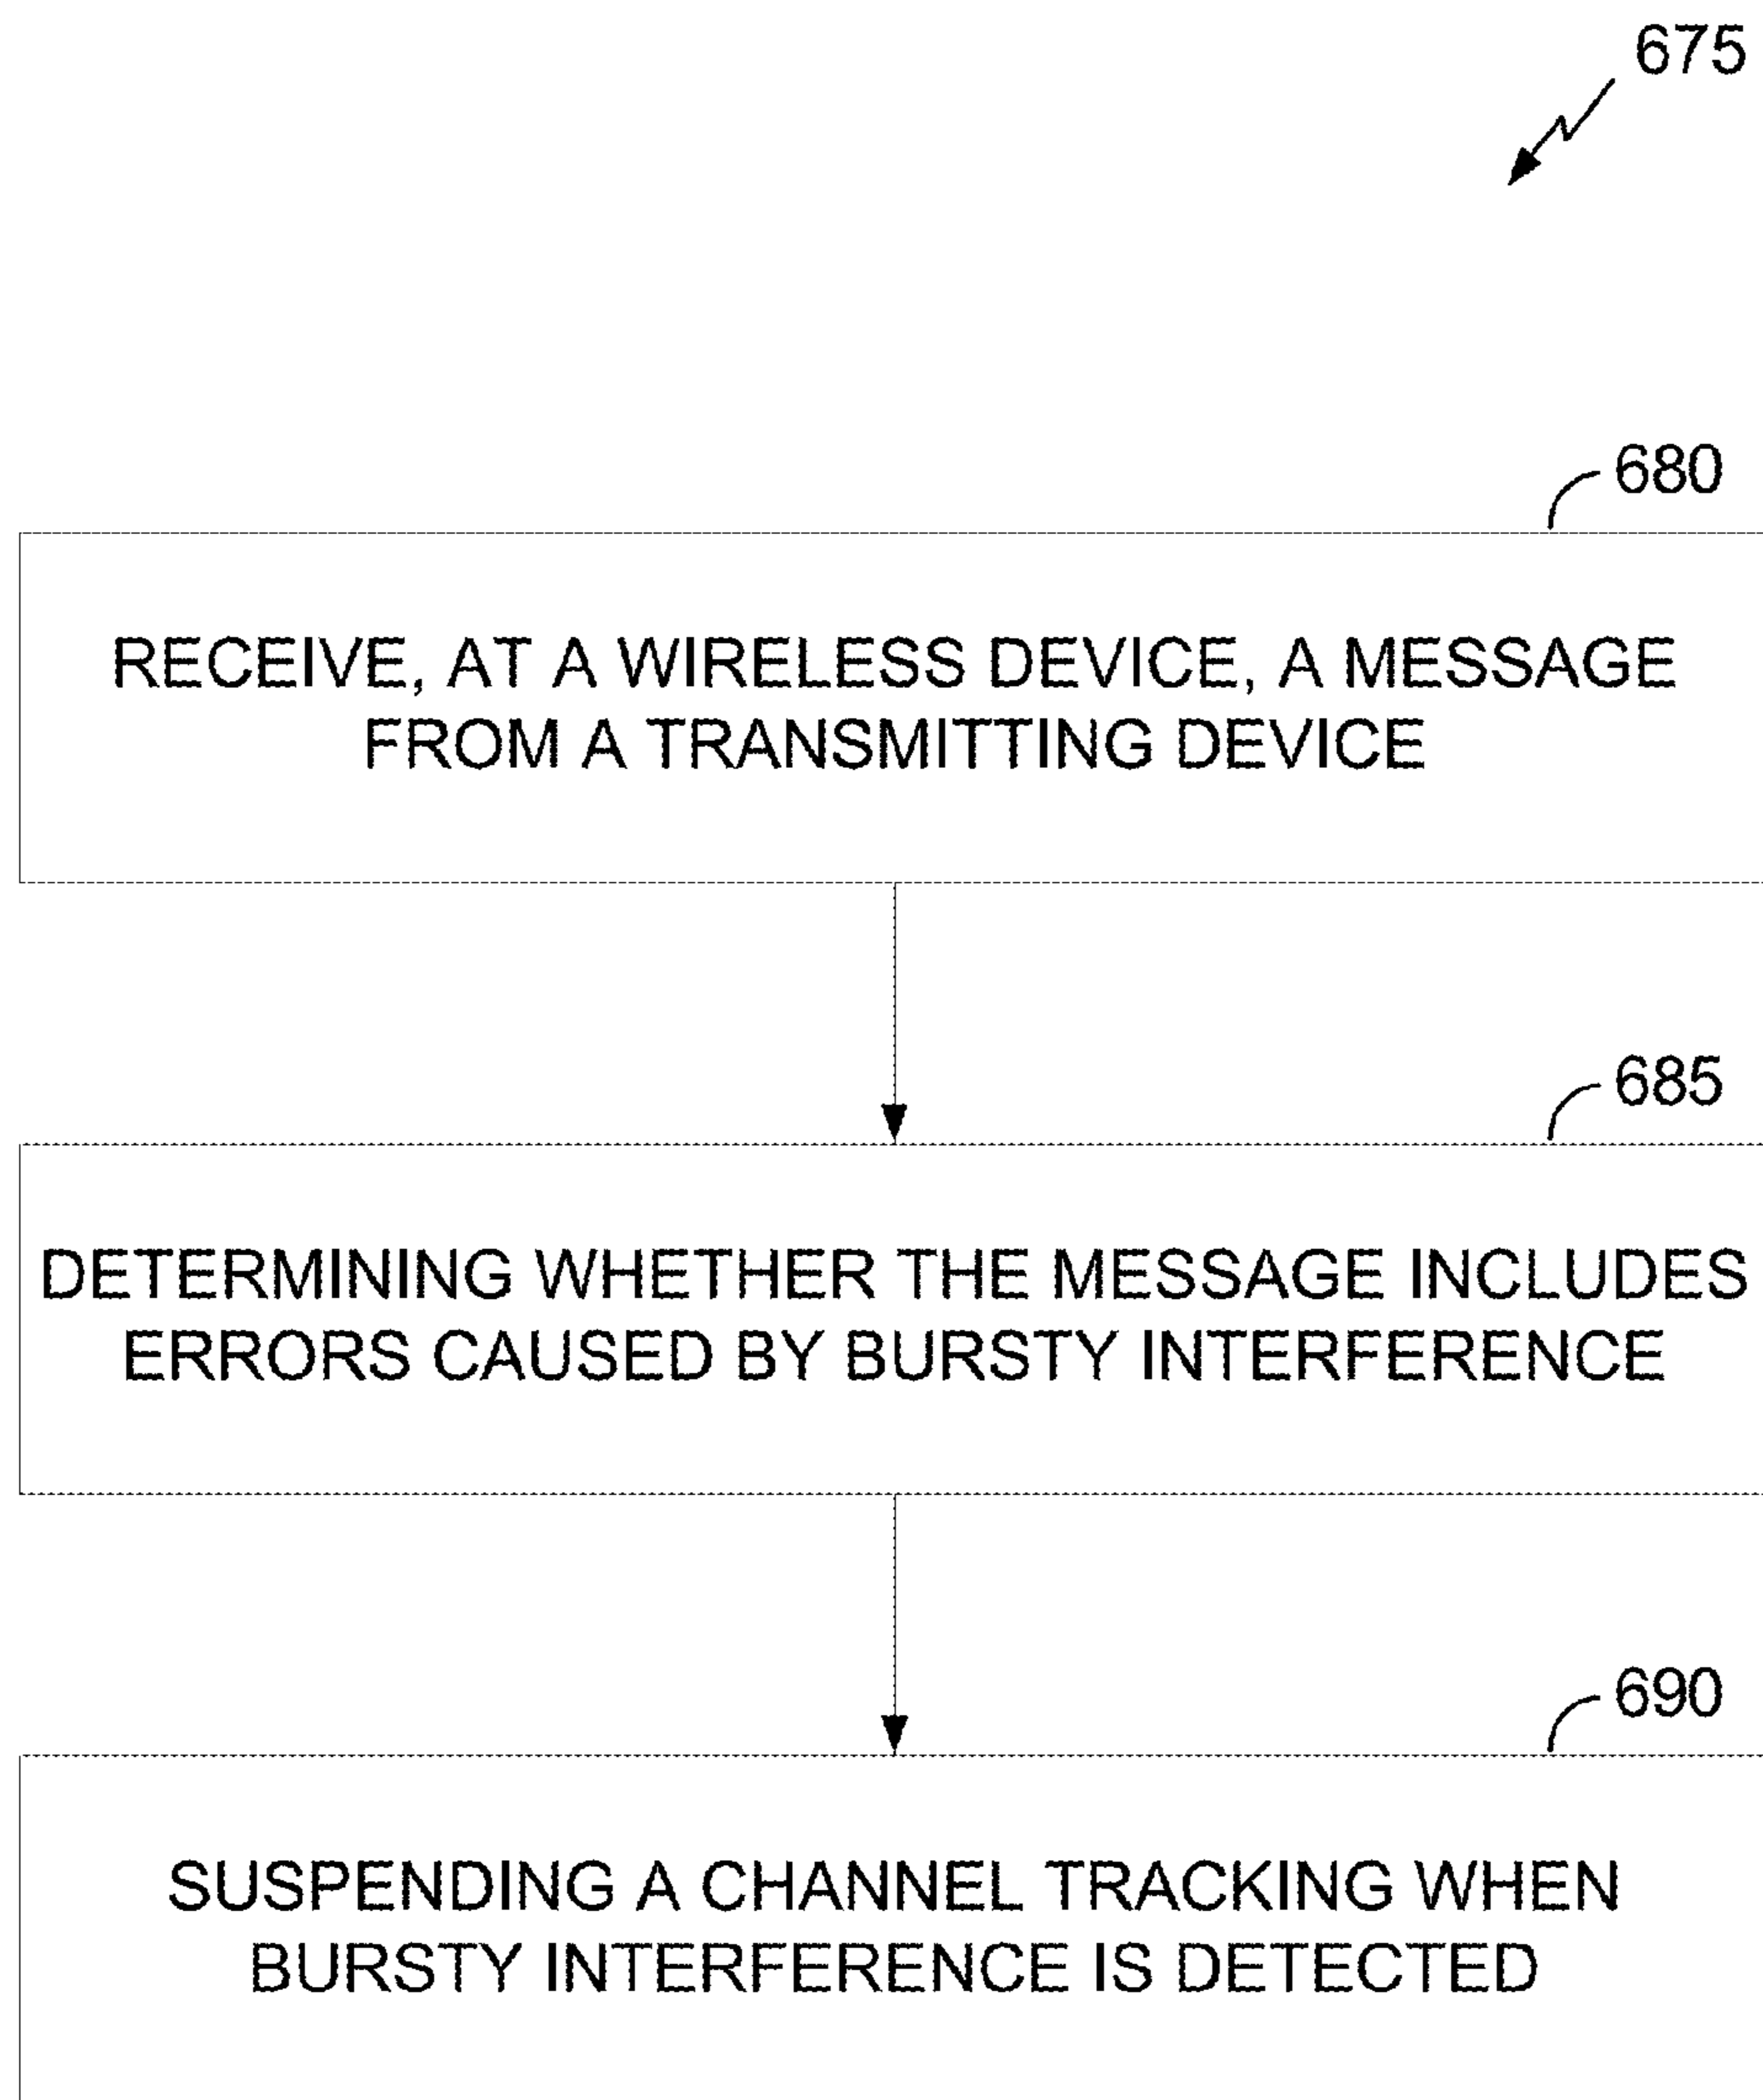 675
680
RECEIVE, AT A WIRELESS DEVICE, A MESSAGE
FROM A TRANSMITTING DEVICE
685
DETERMINING WHETHER THE MESSAGE INCLUDES
ERRORS CAUSED BY BURSTY INTERFERENCE
690
SUSPENDING A CHANNEL TRACKING WHEN
BURSTY INTERFERENCE IS DETECTED